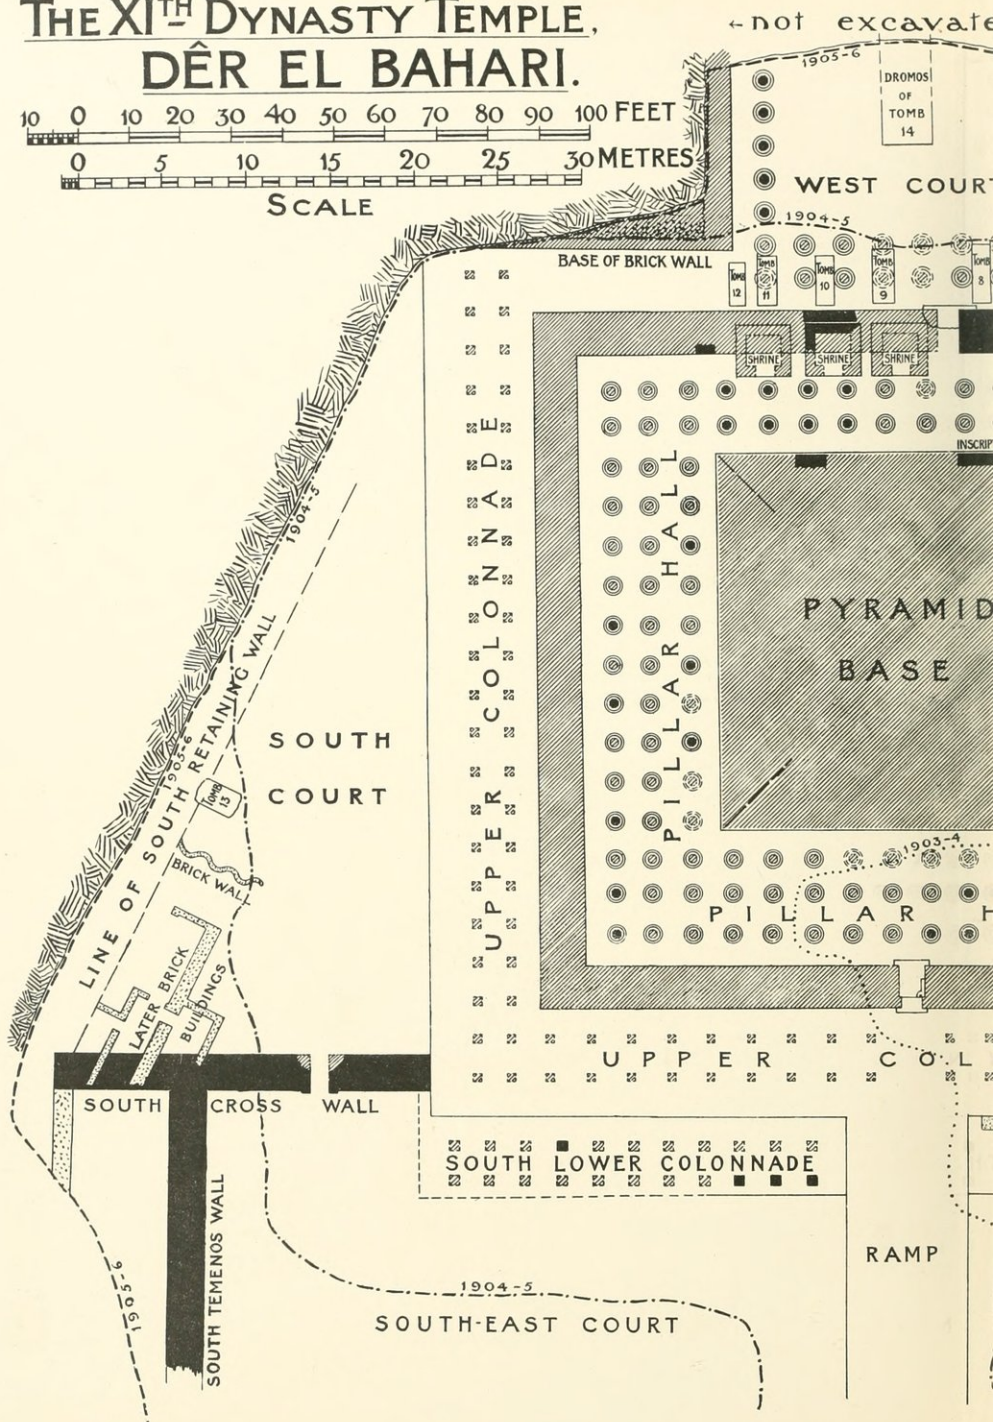 THE XITH DYNASTY TEMPLE,
DÊR EL BAHARI.
10 0 10 20 30 40 50 60 70 80 90 100 FEET
0 5 10 15 20 25 30 METRES
SCALE
←not excavate
1905-6
DROMOS
OF
TOMB
14
WEST COURT
1904-5
BASE OF BRICK WALL
TOMB
12
TOMB
11
TOMB
10
TOMB
9
TOMB
8
SHRINE
SHRINE
SHRINE
INSCRIP
UPPER COLONNADE
PILLAR HALL
PYRAMID
BASE
1904-5
LINE OF SOUTH RETAINING WALL
1905-6
SOUTH
COURT
TOMB
13
BRICK WALL
LATER BRICK
BUILDINGS
1903-4
PILLAR H
UPPER COL
SOUTH CROSS WALL
SOUTH LOWER COLONNADE
SOUTH TEMENOS WALL
RAMP
1905-6
1904-5
SOUTH-EAST COURT